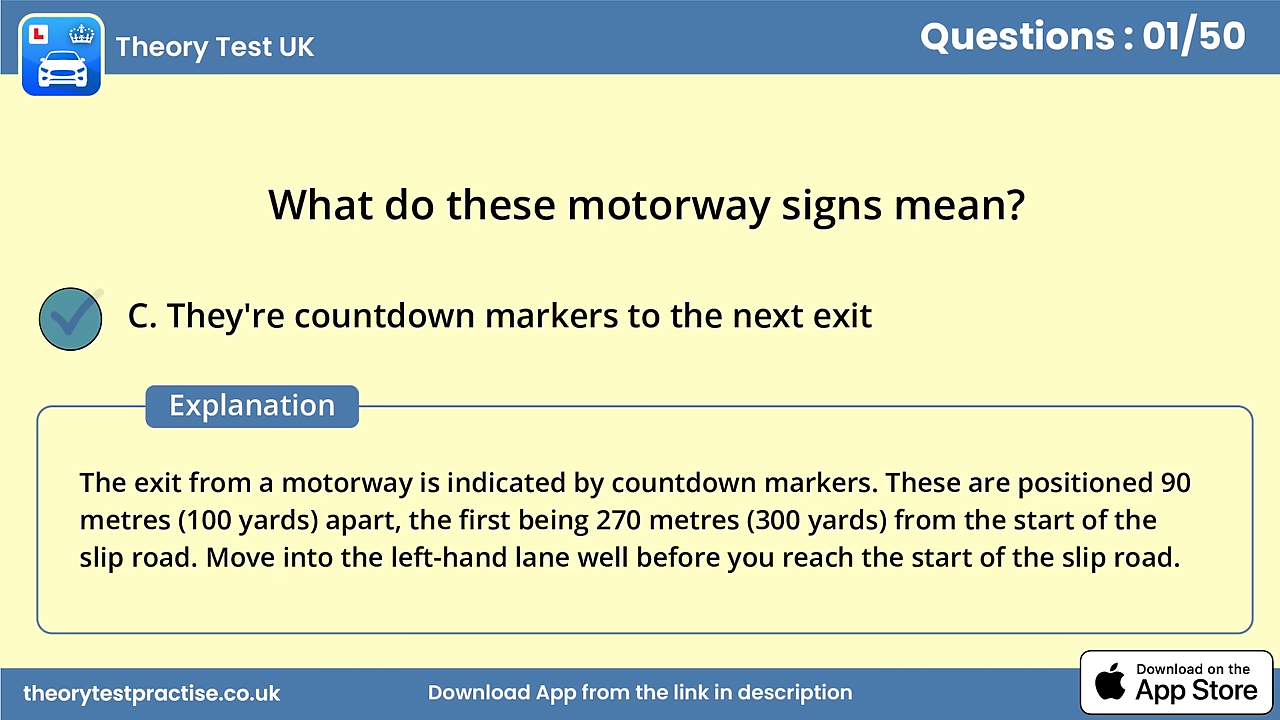 L
Theory Test UK
Questions : 01/50
What do these motorway signs mean?
C. They're countdown markers to the next exit
Explanation
The exit from a motorway is indicated by countdown markers. These are positioned 90
metres (100 yards) apart, the first being 270 metres (300 yards) from the start of the
slip road. Move into the left-hand lane well before you reach the start of the slip road.
theorytestpractise.co.uk
Download App from the link in description
Download on the
App Store